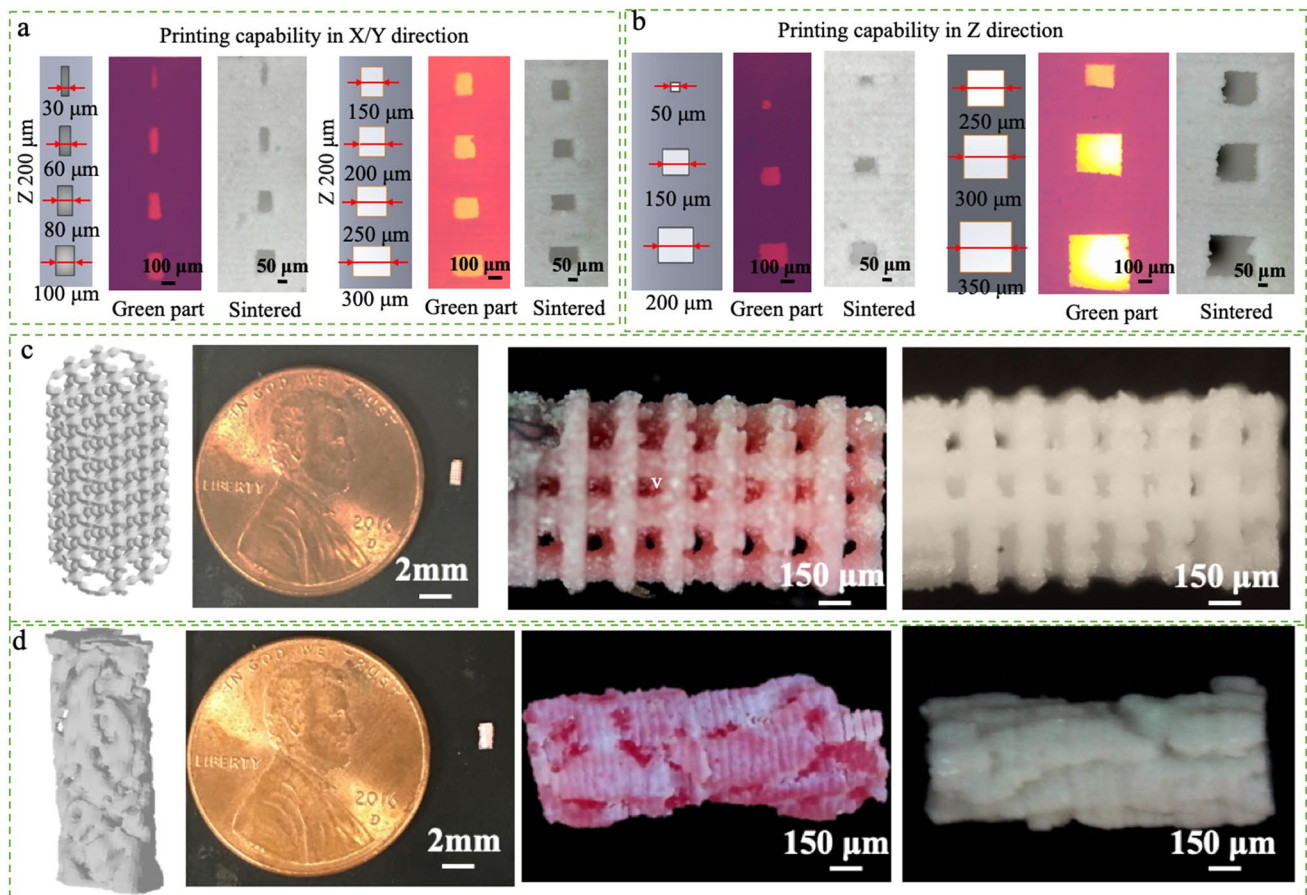 a
Printing capability in X/Y direction
Z 200 μm
30 μm
60 μm
80 μm
100 μm
100 μm
Green part
50 μm
Sintered
Z 200 μm
150 μm
200 μm
250 μm
300 μm
100 μm
Green part
50 μm
Sintered
b
Printing capability in Z direction
50 μm
150 μm
200 μm
100 μm
Green part
50 μm
Sintered
250 μm
300 μm
350 μm
100 μm
Green part
50 μm
Sintered
c
IN GOD WE TRUST
LIBERTY
2016
D
2mm
v
150 μm
150 μm
d
IN GOD WE TRUST
LIBERTY
2016
D
2mm
150 μm
150 μm